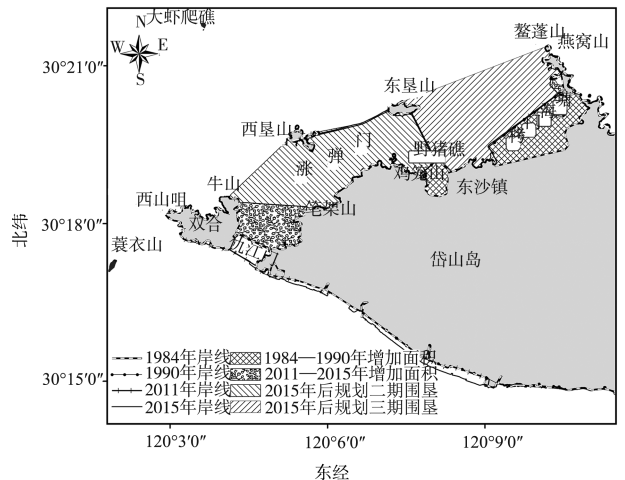 N
大虾爬礁
W E
S
鳌蓬山
燕窝山
30°21′0″
东垦山
西垦山
涨弹门
野猪礁
东沙镇
牛山
西山咀
笔架山
双合
30°18′0″
蓑衣山
岱山岛
北纬
1984年岸线
1984—1990年增加面积
1990年岸线
2011—2015年增加面积
2011年岸线
2015年后规划二期围垦
2015年岸线
2015年后规划三期围垦
30°15′0″
120°3′0″
120°6′0″
120°9′0″
东经